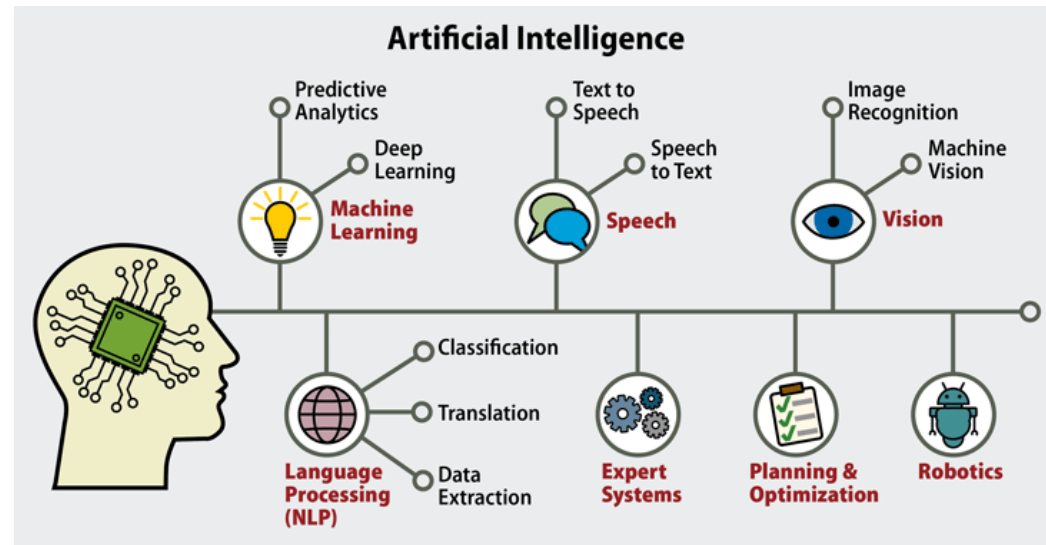 Artificial Intelligence
Predictive
Analytics
Deep
Learning
Machine
Learning
Text to
Speech
Speech
to Text
Speech
Image
Recognition
Machine
Vision
Vision
Classification
Translation
Data
Extraction
Language
Processing
(NLP)
Expert
Systems
Planning &
Optimization
Robotics